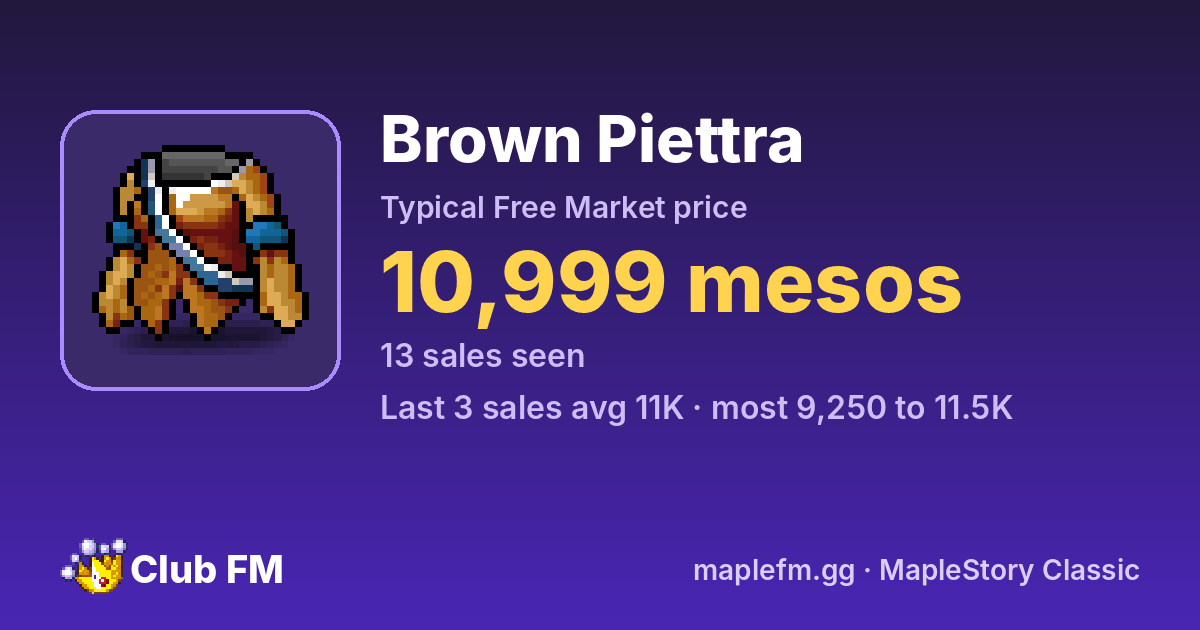 Brown Piettra
Typical Free Market price
10,999 mesos
13 sales seen
Last 3 sales avg 11K · most 9,250 to 11.5K
Club FM
maplefm.gg · MapleStory Classic